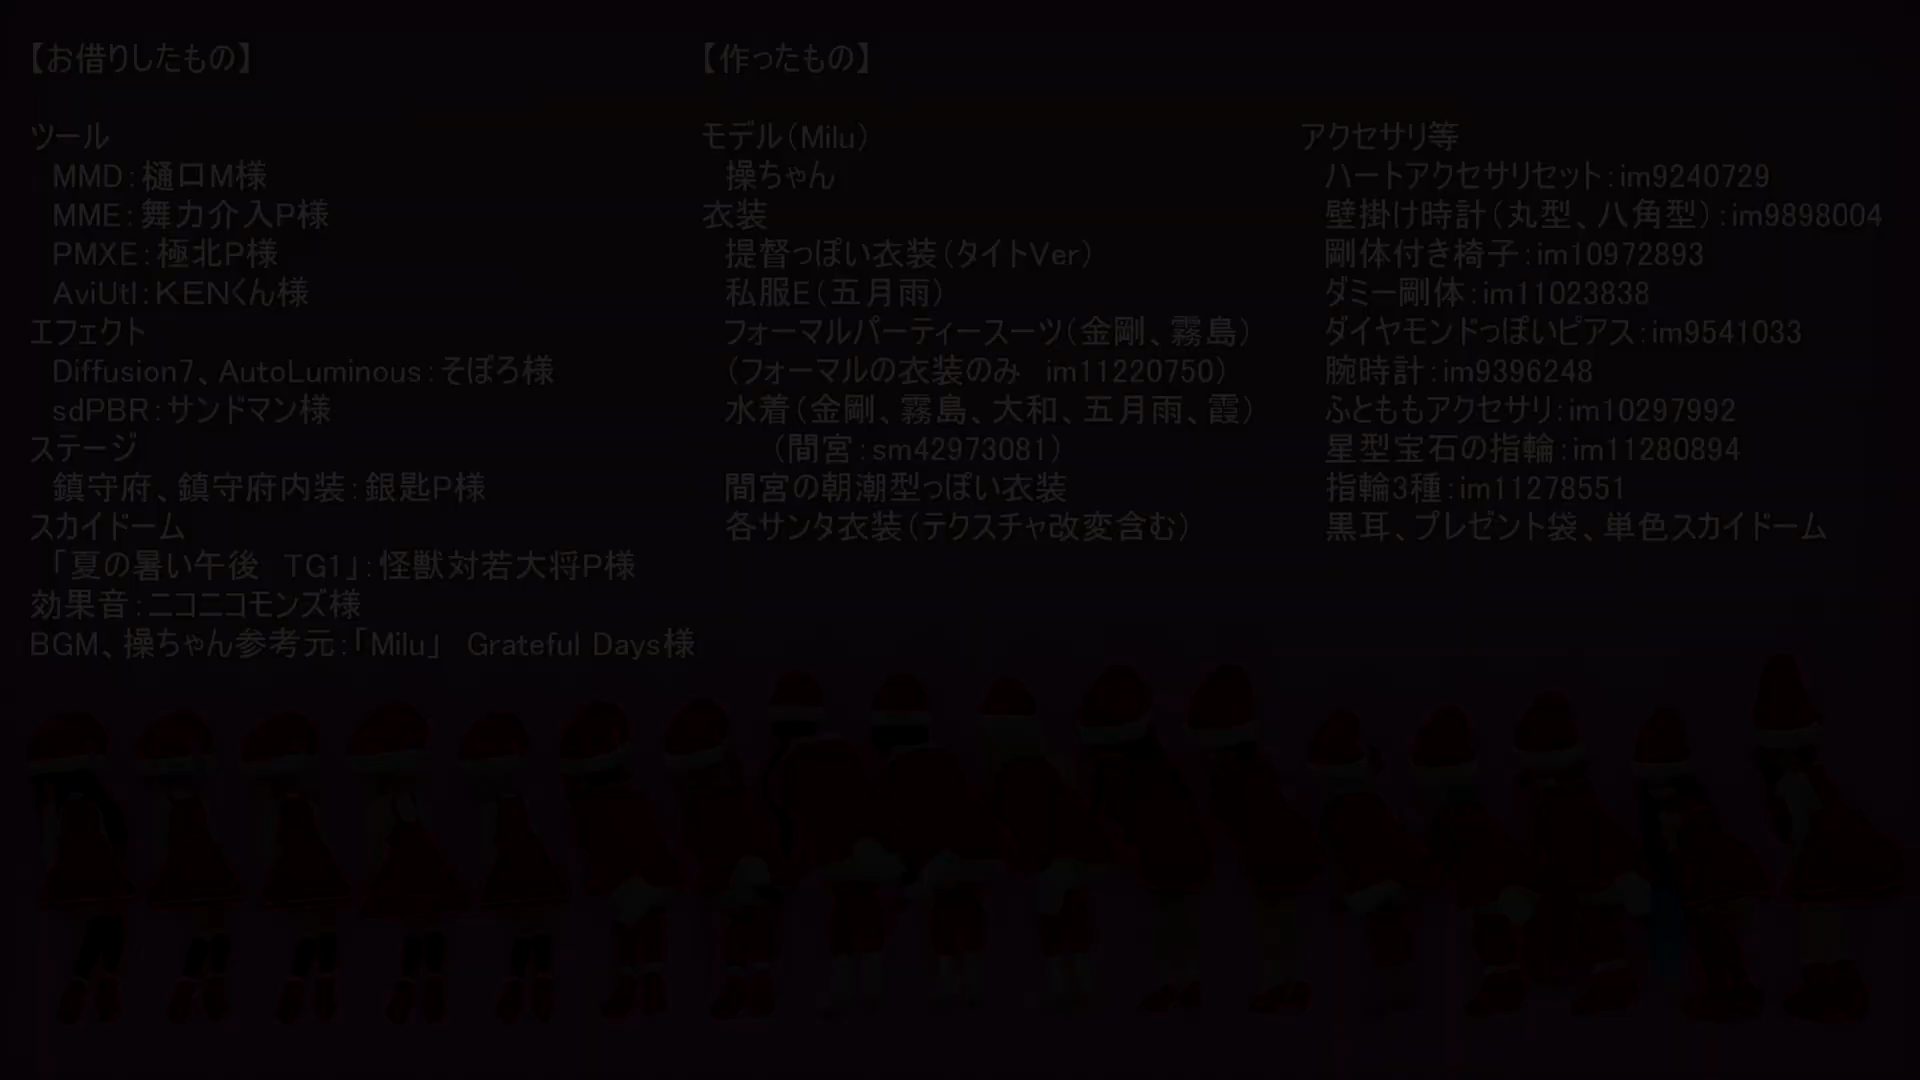 【お借りしたもの】
ツール
MMD：樋口M様
MME：舞力介入P様
PMXE：極北P様
AviUtl：KENくん様
エフェクト
Diffusion7、AutoLuminous：そぼろ様
sdPBR：サンドマン様
ステージ
鎮守府、鎮守府内装：銀匙P様
スカイドーム
「夏の暑い午後　TG1」：怪獣対若大将P様
効果音：ニコニコモンズ様
BGM、操ちゃん参考元：「Milu」　Grateful Days様
【作ったもの】
モデル（Milu）
操ちゃん
衣装
提督っぽい衣装（タイトVer）
私服E（五月雨）
フォーマルパーティースーツ（金剛、霧島）
（フォーマルの衣装のみ　im11220750）
水着（金剛、霧島、大和、五月雨、霞）
（間宮：sm42973081）
間宮の朝潮型っぽい衣装
各サンタ衣装（テクスチャ改変含む）
アクセサリ等
ハートアクセサリセット：im9240729
壁掛け時計（丸型、八角型）：im9898004
剛体付き椅子：im10972893
ダミー剛体：im11023838
ダイヤモンドっぽいピアス：im9541033
腕時計：im9396248
ふとももアクセサリ：im10297992
星型宝石の指輪：im11280894
指輪3種：im11278551
黒耳、プレゼント袋、単色スカイドーム